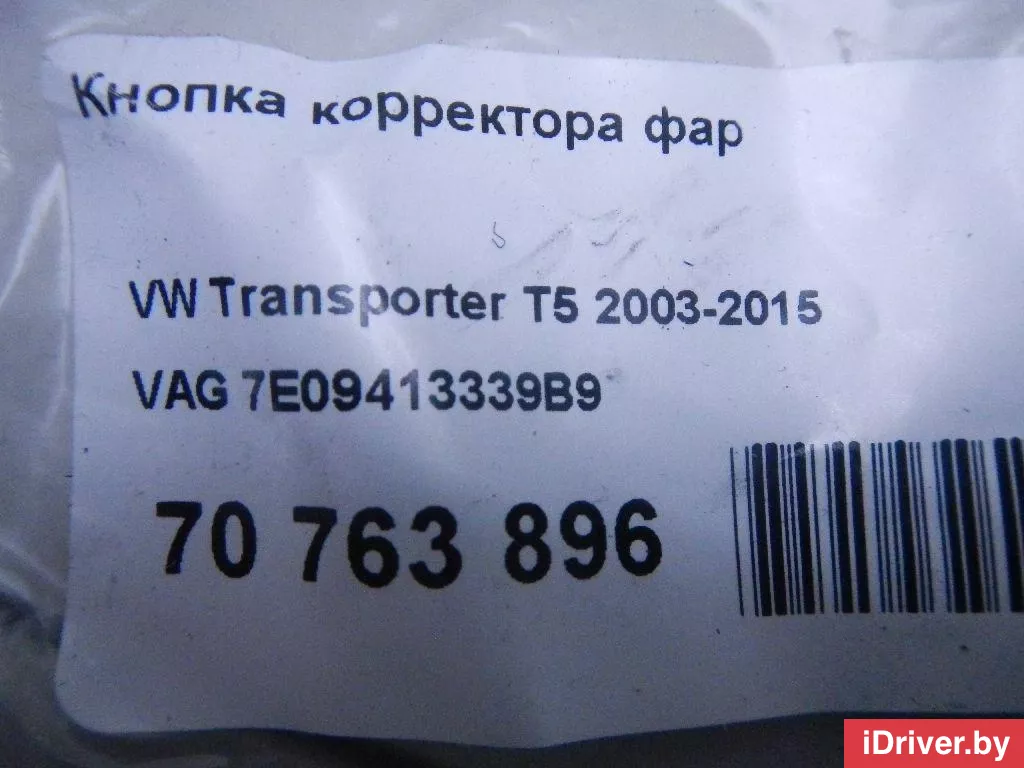 Кнопка корректора фар
VW Transporter T5 2003-2015
VAG 7E09413339B9
70 763 896
iDriver.by